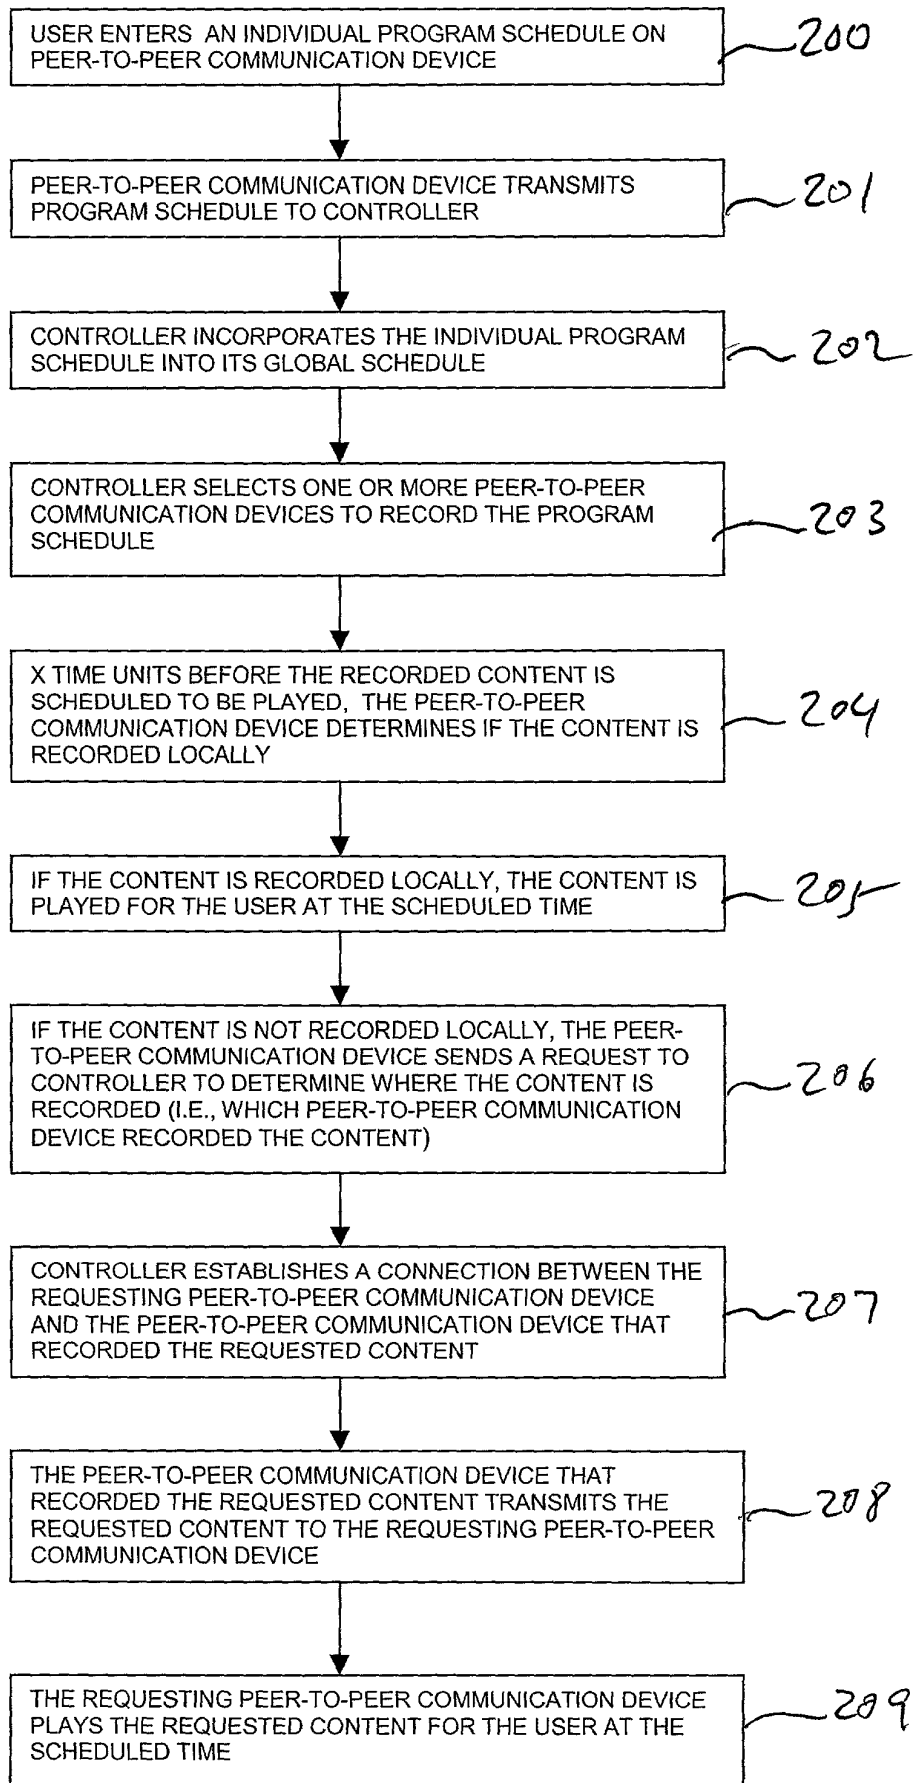 USER ENTERS AN INDIVIDUAL PROGRAM SCHEDULE ON
PEER-TO-PEER COMMUNICATION DEVICE
200
PEER-TO-PEER COMMUNICATION DEVICE TRANSMITS
PROGRAM SCHEDULE TO CONTROLLER
201
CONTROLLER INCORPORATES THE INDIVIDUAL PROGRAM
SCHEDULE INTO ITS GLOBAL SCHEDULE
202
CONTROLLER SELECTS ONE OR MORE PEER-TO-PEER
COMMUNICATION DEVICES TO RECORD THE PROGRAM
SCHEDULE
203
X TIME UNITS BEFORE THE RECORDED CONTENT IS
SCHEDULED TO BE PLAYED, THE PEER-TO-PEER
COMMUNICATION DEVICE DETERMINES IF THE CONTENT IS
RECORDED LOCALLY
204
IF THE CONTENT IS RECORDED LOCALLY, THE CONTENT IS
PLAYED FOR THE USER AT THE SCHEDULED TIME
205
IF THE CONTENT IS NOT RECORDED LOCALLY, THE PEER-
TO-PEER COMMUNICATION DEVICE SENDS A REQUEST TO
CONTROLLER TO DETERMINE WHERE THE CONTENT IS
RECORDED (I.E., WHICH PEER-TO-PEER COMMUNICATION
DEVICE RECORDED THE CONTENT)
206
CONTROLLER ESTABLISHES A CONNECTION BETWEEN THE
REQUESTING PEER-TO-PEER COMMUNICATION DEVICE
AND THE PEER-TO-PEER COMMUNICATION DEVICE THAT
RECORDED THE REQUESTED CONTENT
207
THE PEER-TO-PEER COMMUNICATION DEVICE THAT
RECORDED THE REQUESTED CONTENT TRANSMITS THE
REQUESTED CONTENT TO THE REQUESTING PEER-TO-PEER
COMMUNICATION DEVICE
208
THE REQUESTING PEER-TO-PEER COMMUNICATION DEVICE
PLAYS THE REQUESTED CONTENT FOR THE USER AT THE
SCHEDULED TIME
209